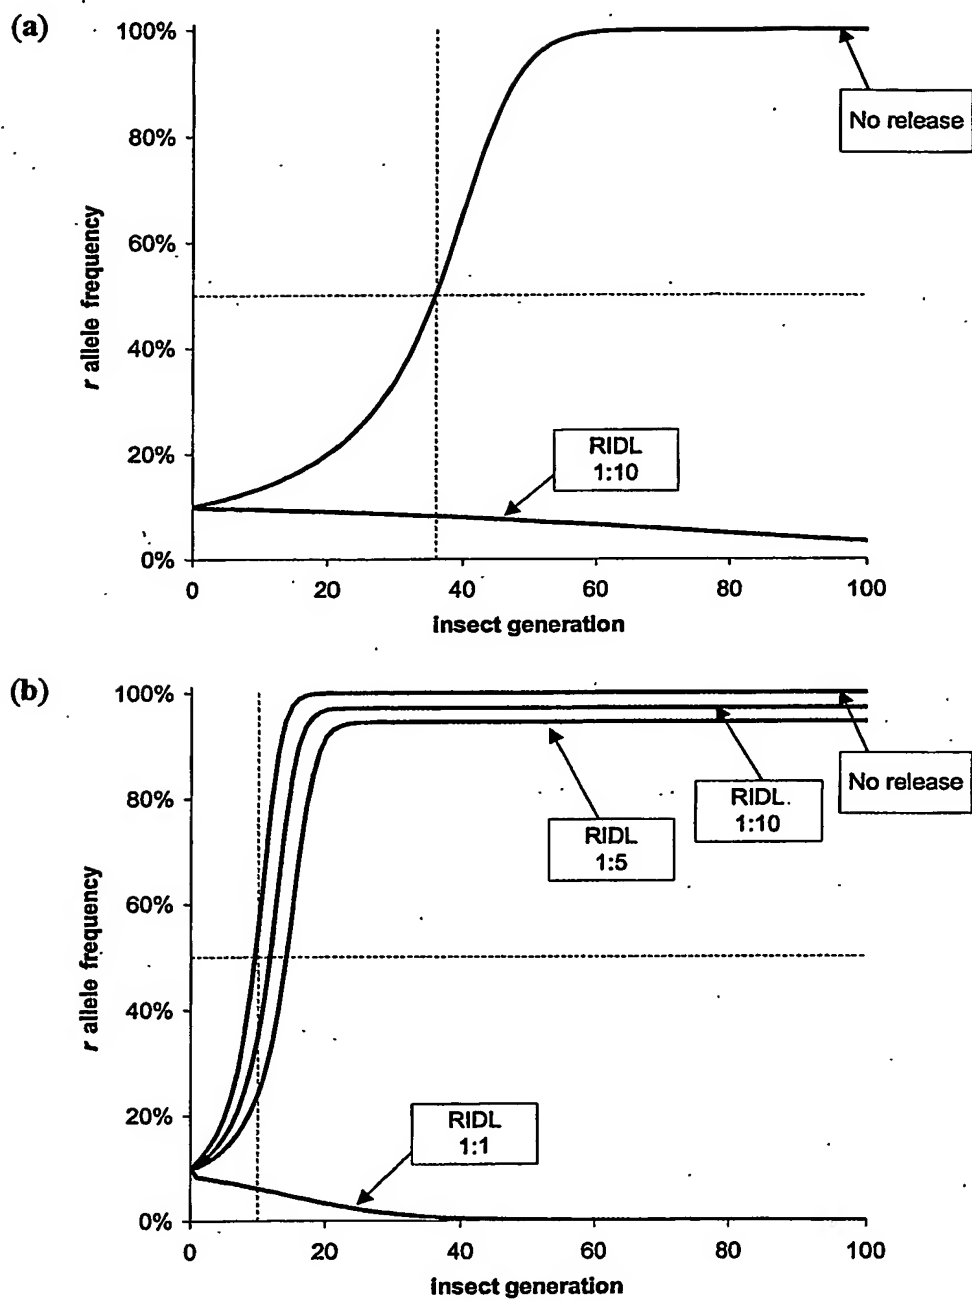 (a)
100%
80%
60%
40%
20%
0%
r allele frequency
0 20 40 60 80 100
insect generation
No release
RIDL
1:10
(b)
100%
80%
60%
40%
20%
0%
r allele frequency
0 20 40 60 80 100
insect generation
No release
RIDL.
1:10
RIDL
1:5
RIDL
1:1